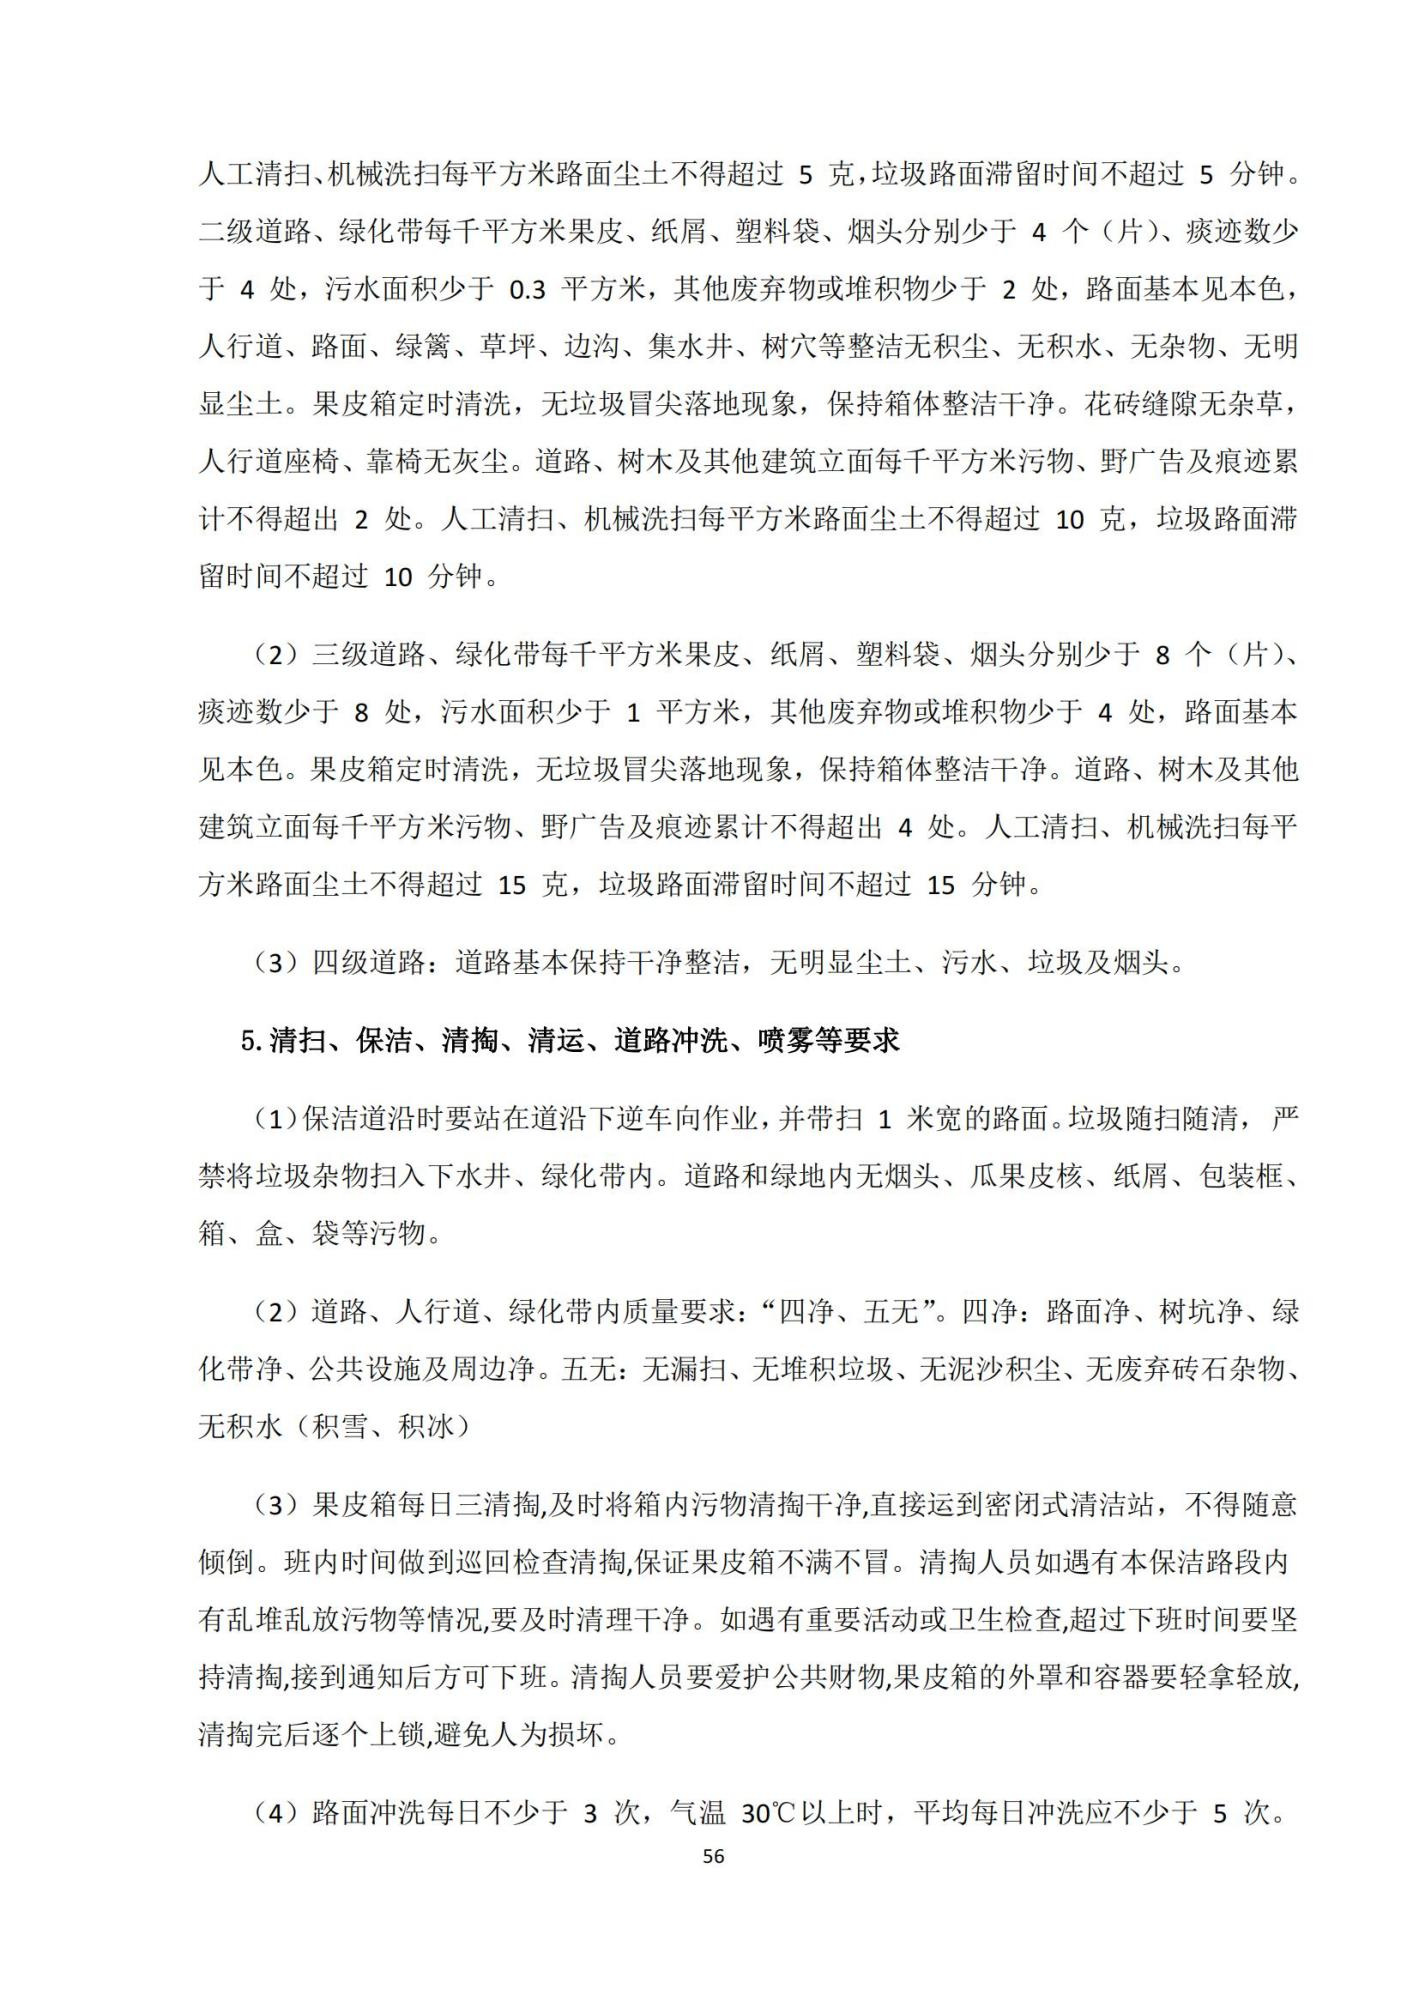 人工清扫、机械洗扫每平方米路面尘土不得超过 5 克，垃圾路面滞留时间不超过 5 分钟。
二级道路、绿化带每千平方米果皮、纸屑、塑料袋、烟头分别少于 4 个（片）、痰迹数少
于 4 处，污水面积少于 0.3 平方米，其他废弃物或堆积物少于 2 处，路面基本见本色，
人行道、路面、绿篱、草坪、边沟、集水井、树穴等整洁无积尘、无积水、无杂物、无明
显尘土。果皮箱定时清洗，无垃圾冒尖落地现象，保持箱体整洁干净。花砖缝隙无杂草，
人行道座椅、靠椅无灰尘。道路、树木及其他建筑立面每千平方米污物、野广告及痕迹累
计不得超出 2 处。人工清扫、机械洗扫每平方米路面尘土不得超过 10 克，垃圾路面滞
留时间不超过 10 分钟。
（2）三级道路、绿化带每千平方米果皮、纸屑、塑料袋、烟头分别少于 8 个（片）、
痰迹数少于 8 处，污水面积少于 1 平方米，其他废弃物或堆积物少于 4 处，路面基本
见本色。果皮箱定时清洗，无垃圾冒尖落地现象，保持箱体整洁干净。道路、树木及其他
建筑立面每千平方米污物、野广告及痕迹累计不得超出 4 处。人工清扫、机械洗扫每平
方米路面尘土不得超过 15 克，垃圾路面滞留时间不超过 15 分钟。
（3）四级道路：道路基本保持干净整洁，无明显尘土、污水、垃圾及烟头。
5.清扫、保洁、清掏、清运、道路冲洗、喷雾等要求
（1）保洁道沿时要站在道沿下逆车向作业，并带扫 1 米宽的路面。垃圾随扫随清， 严
禁将垃圾杂物扫入下水井、绿化带内。道路和绿地内无烟头、瓜果皮核、纸屑、包装框、
箱、盒、袋等污物。
（2）道路、人行道、绿化带内质量要求：“四净、五无”。四净：路面净、树坑净、绿
化带净、公共设施及周边净。五无：无漏扫、无堆积垃圾、无泥沙积尘、无废弃砖石杂物、
无积水（积雪、积冰）
（3）果皮箱每日三清掏,及时将箱内污物清掏干净,直接运到密闭式清洁站，不得随意
倾倒。班内时间做到巡回检查清掏,保证果皮箱不满不冒。清掏人员如遇有本保洁路段内
有乱堆乱放污物等情况,要及时清理干净。如遇有重要活动或卫生检查,超过下班时间要坚
持清掏,接到通知后方可下班。清掏人员要爱护公共财物,果皮箱的外罩和容器要轻拿轻放,
清掏完后逐个上锁,避免人为损坏。
（4）路面冲洗每日不少于 3 次，气温 30℃以上时，平均每日冲洗应不少于 5 次。
56